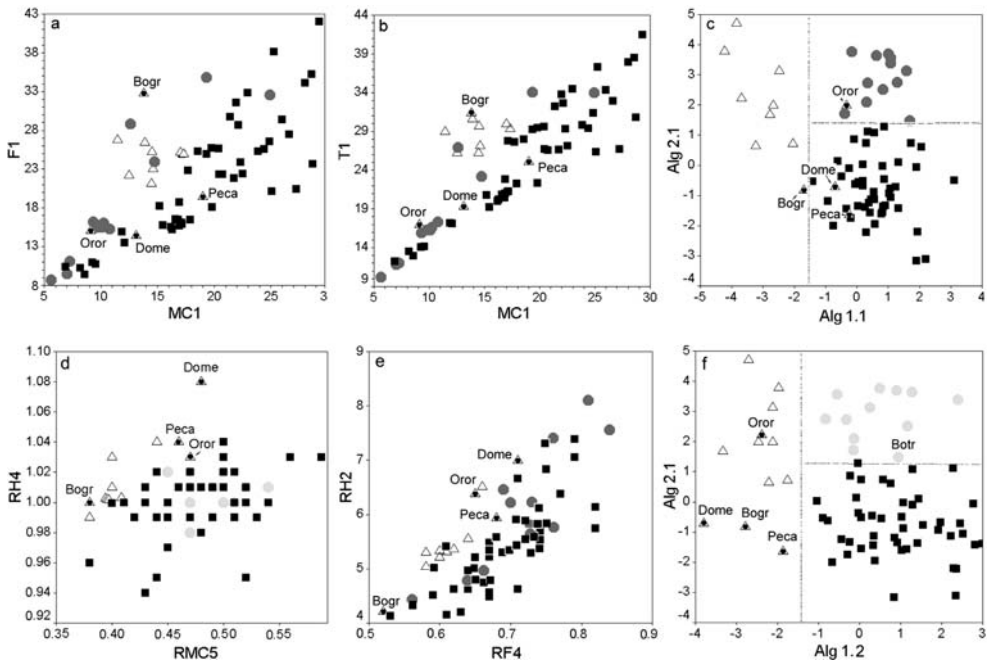 a
43
38
33
28
23
18
13
8
F1
5
10
15
20
25
3
MC1
Bogr
Oror
Dome
Peca
b
44
39
34
29
24
19
14
9
T1
5
10
15
20
25
30
MC1
Bogr
Oror
Dome
Peca
c
5
4
3
2
1
0
-1
-2
-3
-4
Alg 2.1
-5
-4
-3
-2
-1
0
1
2
3
4
Alg 1.1
Oror
Dome
Bogr
Peca
d
1.10
1.08
1.06
1.04
1.02
1.00
0.98
0.96
0.94
0.92
RH4
0.35
0.40
0.45
0.50
0.55
RMC5
Dome
Peca
Oror
Bogr
e
9
8
7
6
5
4
RH2
0.5
0.6
0.7
0.8
0.9
RF4
Dome
Oror
Peca
Bogr
f
5
4
3
2
1
0
-1
-2
-3
-4
Alg 2.1
-4
-3
-2
-1
0
1
2
3
Alg 1.2
Oror
Botr
Dome
Bogr
Peca